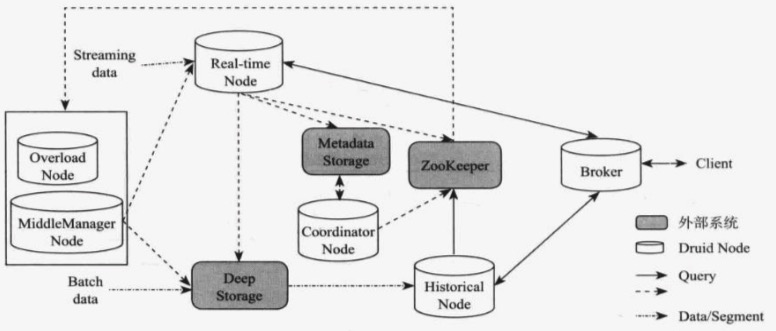 Streaming
data
Real-time
Node
Overload
Node
MiddleManager
Node
Metadata
Storage
ZooKeeper
Broker
Client
Coordinator
Node
Batch
data
Deep
Storage
Historical
Node
外部系统
Druid Node
Query
Data/Segment